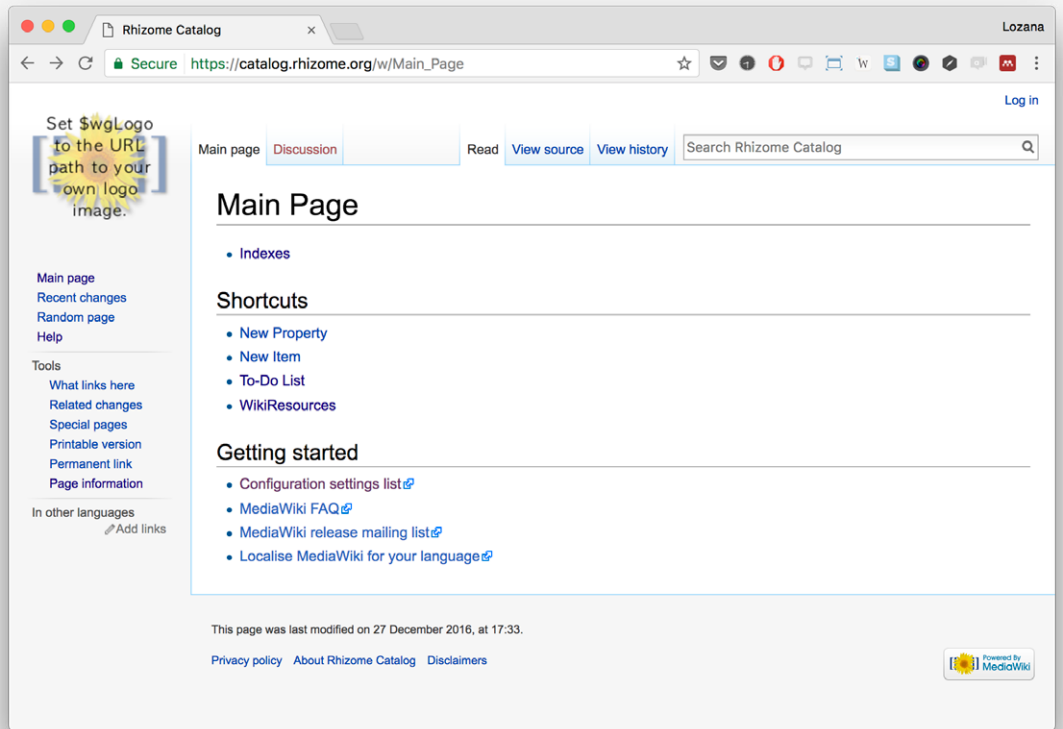 Rhizome Catalog
Lozana
Secure https://catalog.rhizome.org/w/Main_Page
Log in
Set $wgLogo
to the URL
path to your
own logo
image.
Main page Discussion Read View source View history Search Rhizome Catalog
Main Page
Indexes
Main page
Recent changes
Random page
Help
Tools
What links here
Related changes
Special pages
Printable version
Permanent link
Page information
In other languages
Add links
Shortcuts
New Property
New Item
To-Do List
WikiResources
Getting started
Configuration settings list
MediaWiki FAQ
MediaWiki release mailing list
Localise MediaWiki for your language
This page was last modified on 27 December 2016, at 17:33.
Privacy policy About Rhizome Catalog Disclaimers
Powered By
MediaWiki